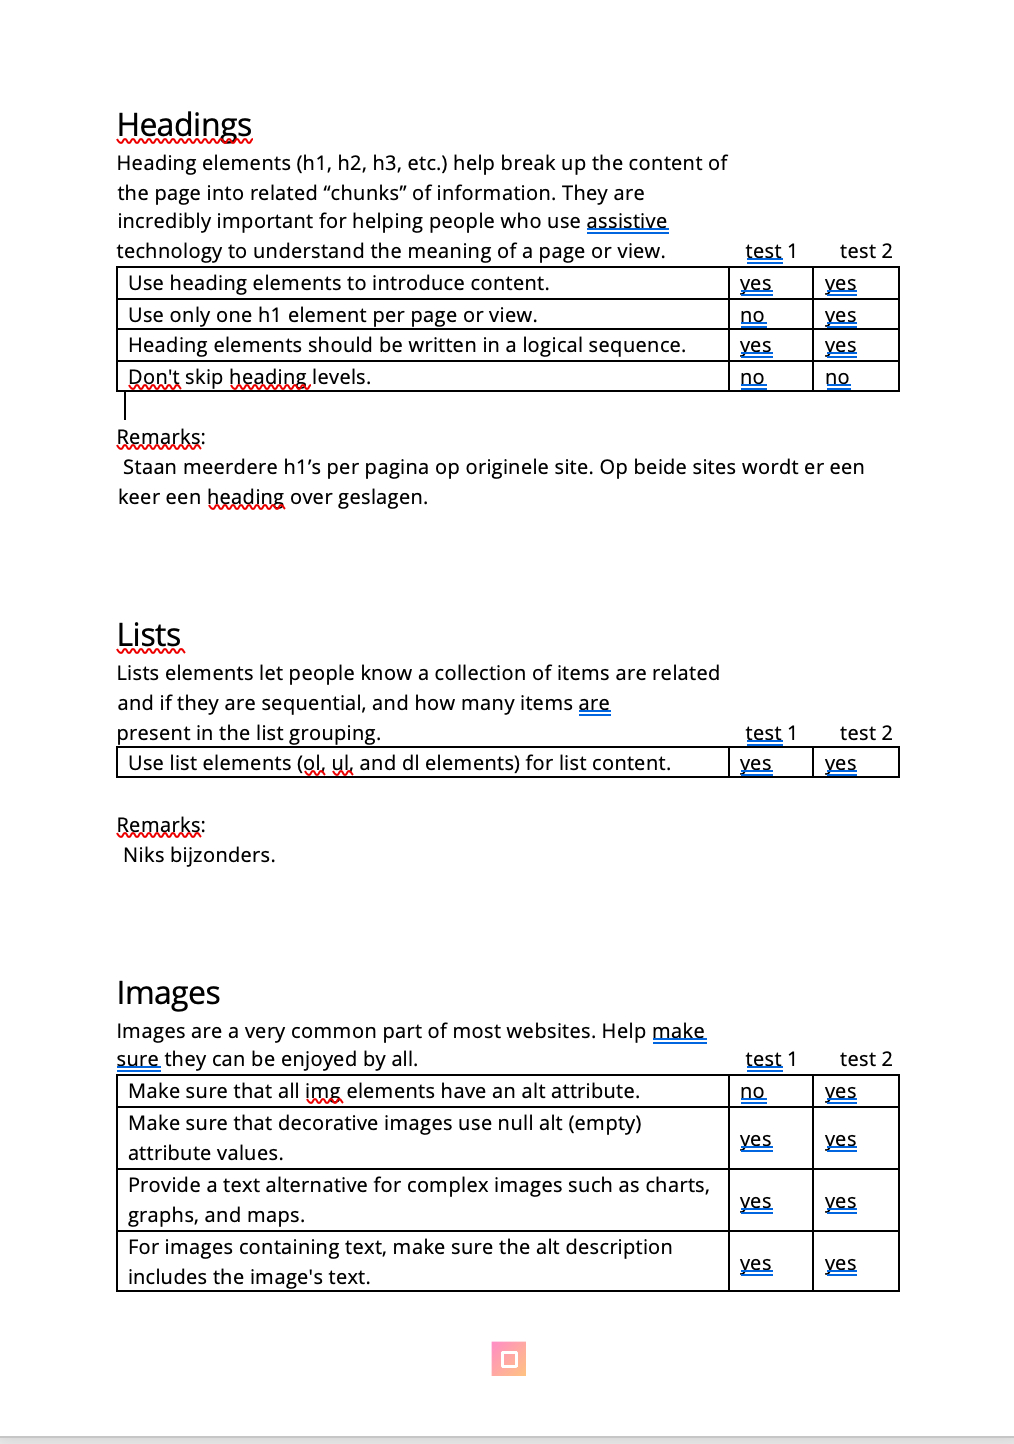 Headings
Heading elements (h1, h2, h3, etc.) help break up the content of
the page into related “chunks” of information. They are
incredibly important for helping people who use assistive
technology to understand the meaning of a page or view. test 1 test 2
Use heading elements to introduce content. yes yes
Use only one h1 element per page or view. no yes
Heading elements should be written in a logical sequence. yes yes
Don't skip heading levels. no no
Remarks:
Staan meerdere h1’s per pagina op originele site. Op beide sites wordt er een
keer een heading over geslagen.
Lists
Lists elements let people know a collection of items are related
and if they are sequential, and how many items are
present in the list grouping. test 1 test 2
Use list elements (ol, ul, and dl elements) for list content. yes yes
Remarks:
Niks bijzonders.
Images
Images are a very common part of most websites. Help make
sure they can be enjoyed by all. test 1 test 2
Make sure that all img elements have an alt attribute. no yes
Make sure that decorative images use null alt (empty)
attribute values. yes yes
Provide a text alternative for complex images such as charts,
graphs, and maps. yes yes
For images containing text, make sure the alt description
includes the image's text. yes yes